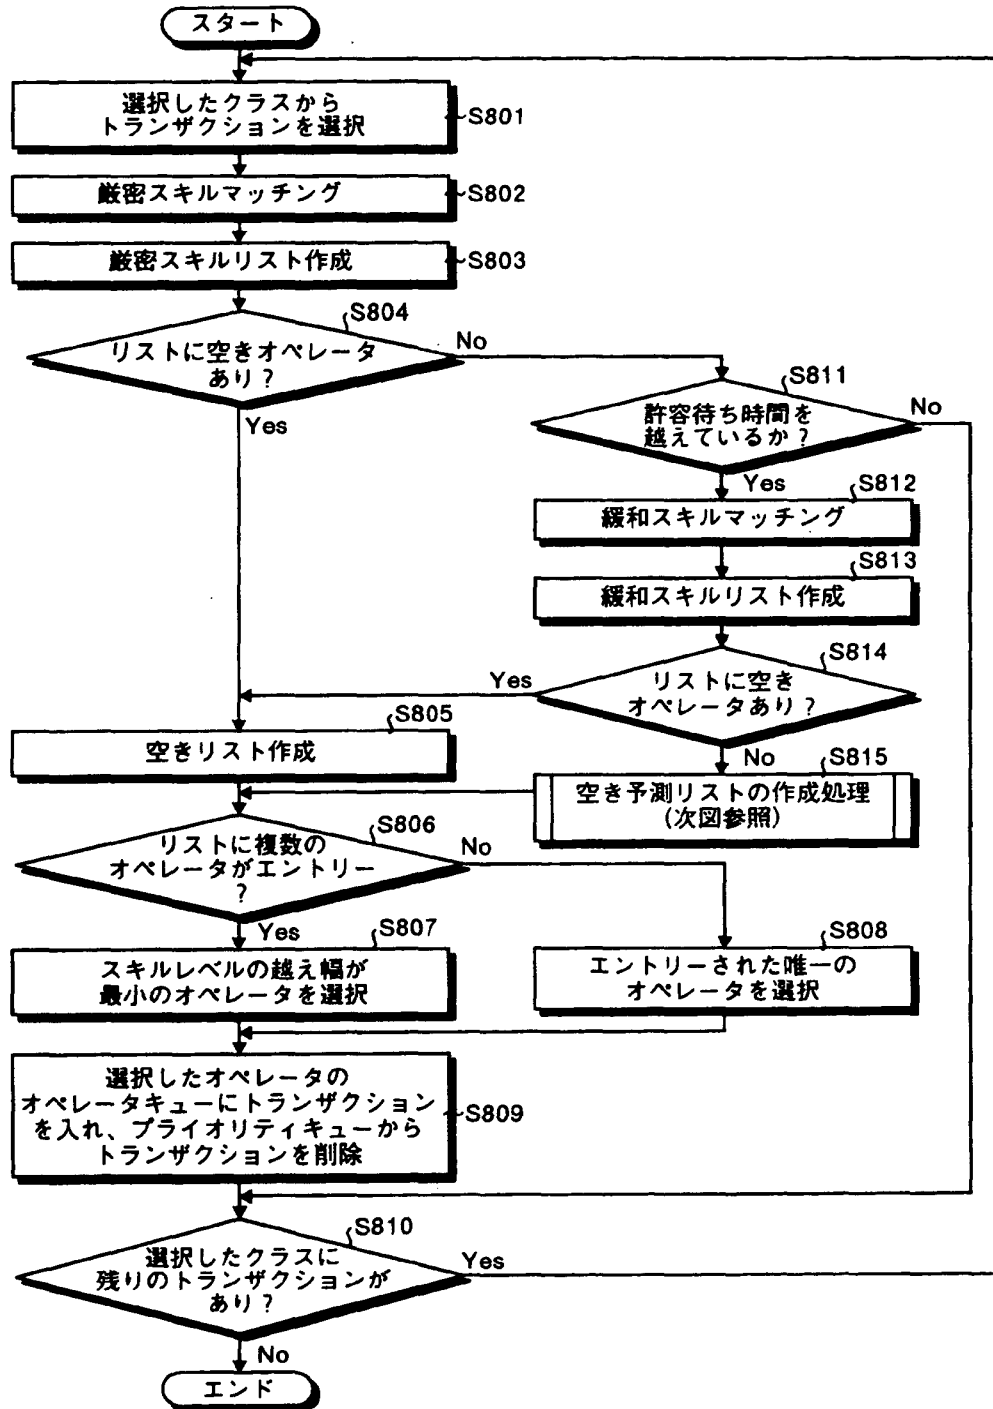 スタート
選択したクラスから
トランザクションを選択
S801
厳密スキルマッチング
S802
厳密スキルリスト作成
S803
S804
リストに空きオペレータ
あり？
No
Yes
S811
許容待ち時間を
越えているか？
No
Yes
S812
緩和スキルマッチング
S813
緩和スキルリスト作成
S814
リストに空き
オペレータあり？
Yes
No
S805
空きリスト作成
S815
空き予測リストの作成処理
(次図参照)
S806
リストに複数の
オペレータがエントリー
？
No
Yes
S807
スキルレベルの越え幅が
最小のオペレータを選択
S808
エントリーされた唯一の
オペレータを選択
選択したオペレータの
オペレータキューにトランザクション
を入れ、プライオリティキューから
トランザクションを削除
S809
S810
選択したクラスに
残りのトランザクションが
あり？
Yes
No
エンド